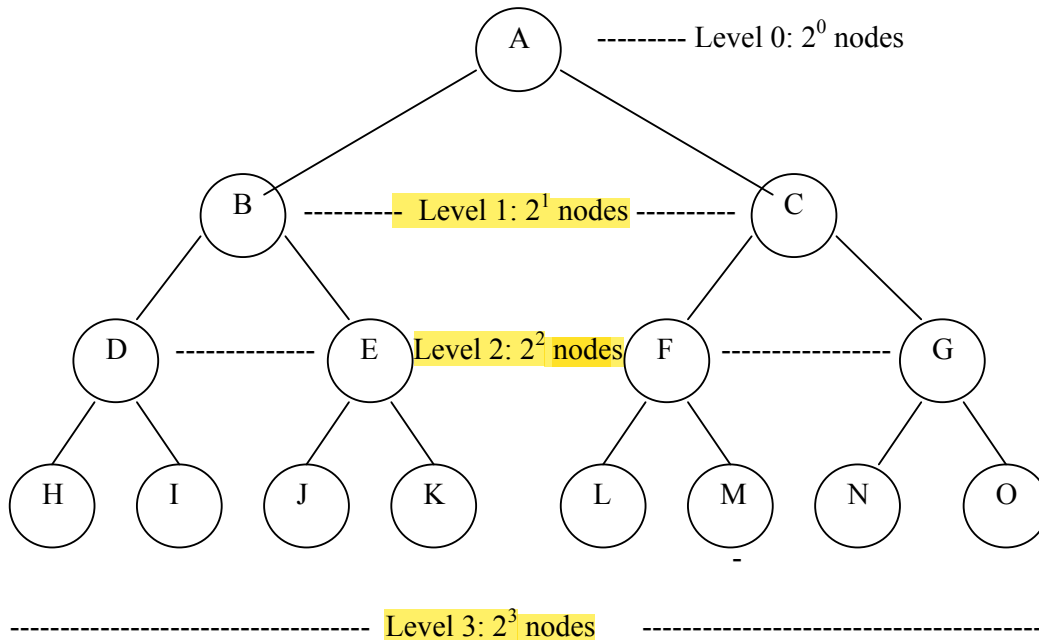 A --------- Level 0: 2⁰ nodes
B ---------- Level 1: 2¹ nodes ---------- C
D -------------- E Level 2: 2² nodes F -------------- G
H I J K L M N O
-
----------------------------------- Level 3: 2³ nodes ---------------------------------------